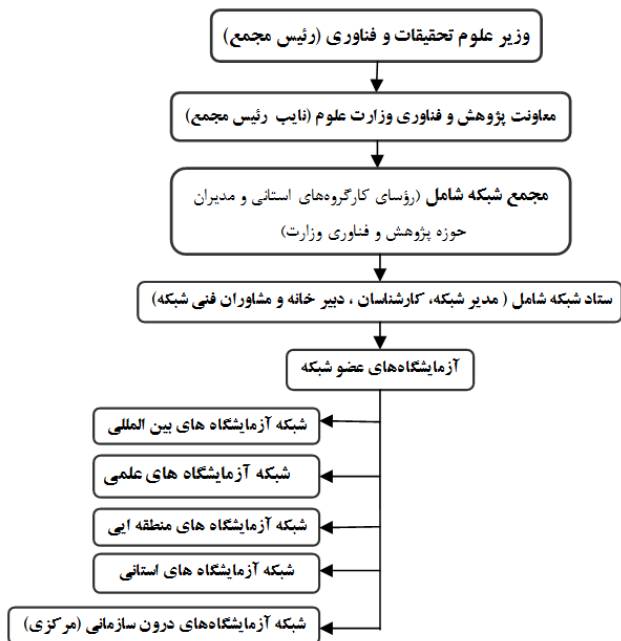 وزیر علوم تحقیقات و فناوری (رئیس مجمع)
معاونت پژوهش و فناوری وزارت علوم (نایب رئیس مجمع)
مجمع شبکه شامل (رؤسای کارگروه‌های استانی و مدیران
حوزه پژوهش و فناوری وزارت)
ستاد شبکه شامل ( مدیر شبکه، کارشناسان ، دبیر خانه و مشاوران فنی شبکه)
آزمایشگاه‌های عضو شبکه
شبکه آزمایشگاه های بین المللی
شبکه آزمایشگاه های علمی
شبکه آزمایشگاه های منطقه ایی
شبکه آزمایشگاه های استانی
شبکه آزمایشگاه‌های درون سازمانی (مرکزی)